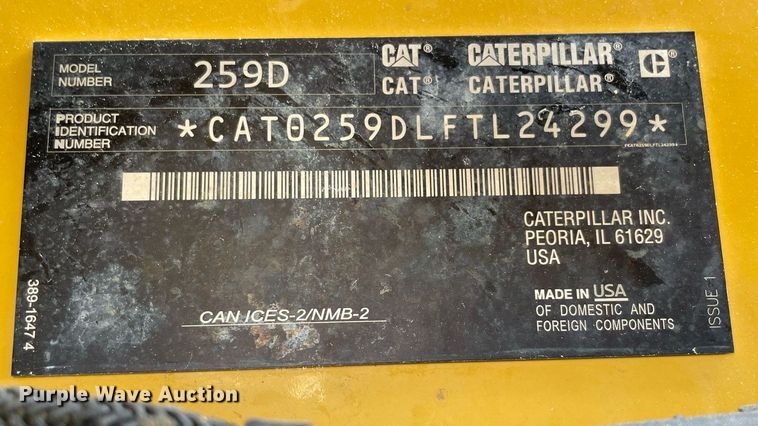 MODEL NUMBER 259D
CAT® CATERPILLAR® C®
CAT® CATERPILLAR®
PRODUCT IDENTIFICATION NUMBER *CAT0259DLFTL24299*
CATERPILLAR INC.
PEORIA, IL 61629
USA
MADE IN USA
OF DOMESTIC AND
FOREIGN COMPONENTS
CAN ICES-2/NMB-2
389-1647 4
ISSUE 1
Purple Wave Auction